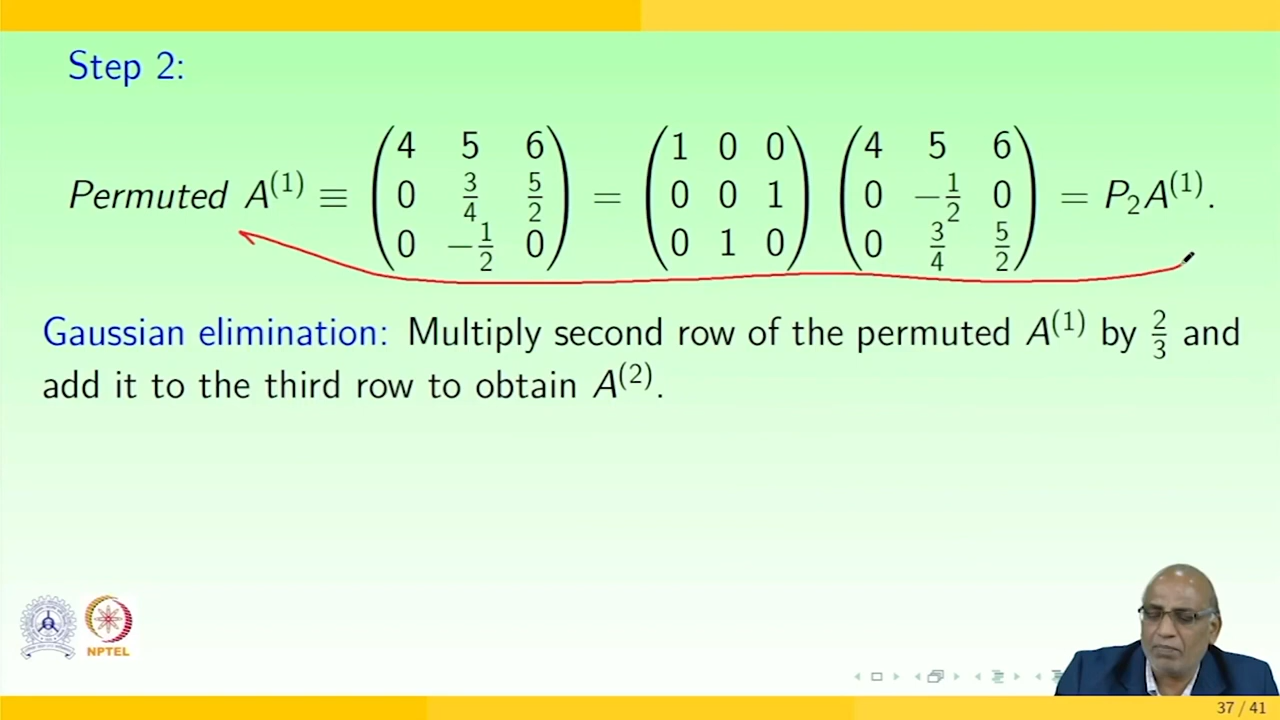 Step 2:
Permuted A⁽¹⁾ ≡ (4 5 6; 0 3/4 5/2; 0 −1/2 0) = (1 0 0; 0 0 1; 0 1 0) (4 5 6; 0 −1/2 0; 0 3/4 5/2) = P₂A⁽¹⁾.
Gaussian elimination: Multiply second row of the permuted A⁽¹⁾ by 2/3 and
add it to the third row to obtain A⁽²⁾.
NPTEL
37 / 41